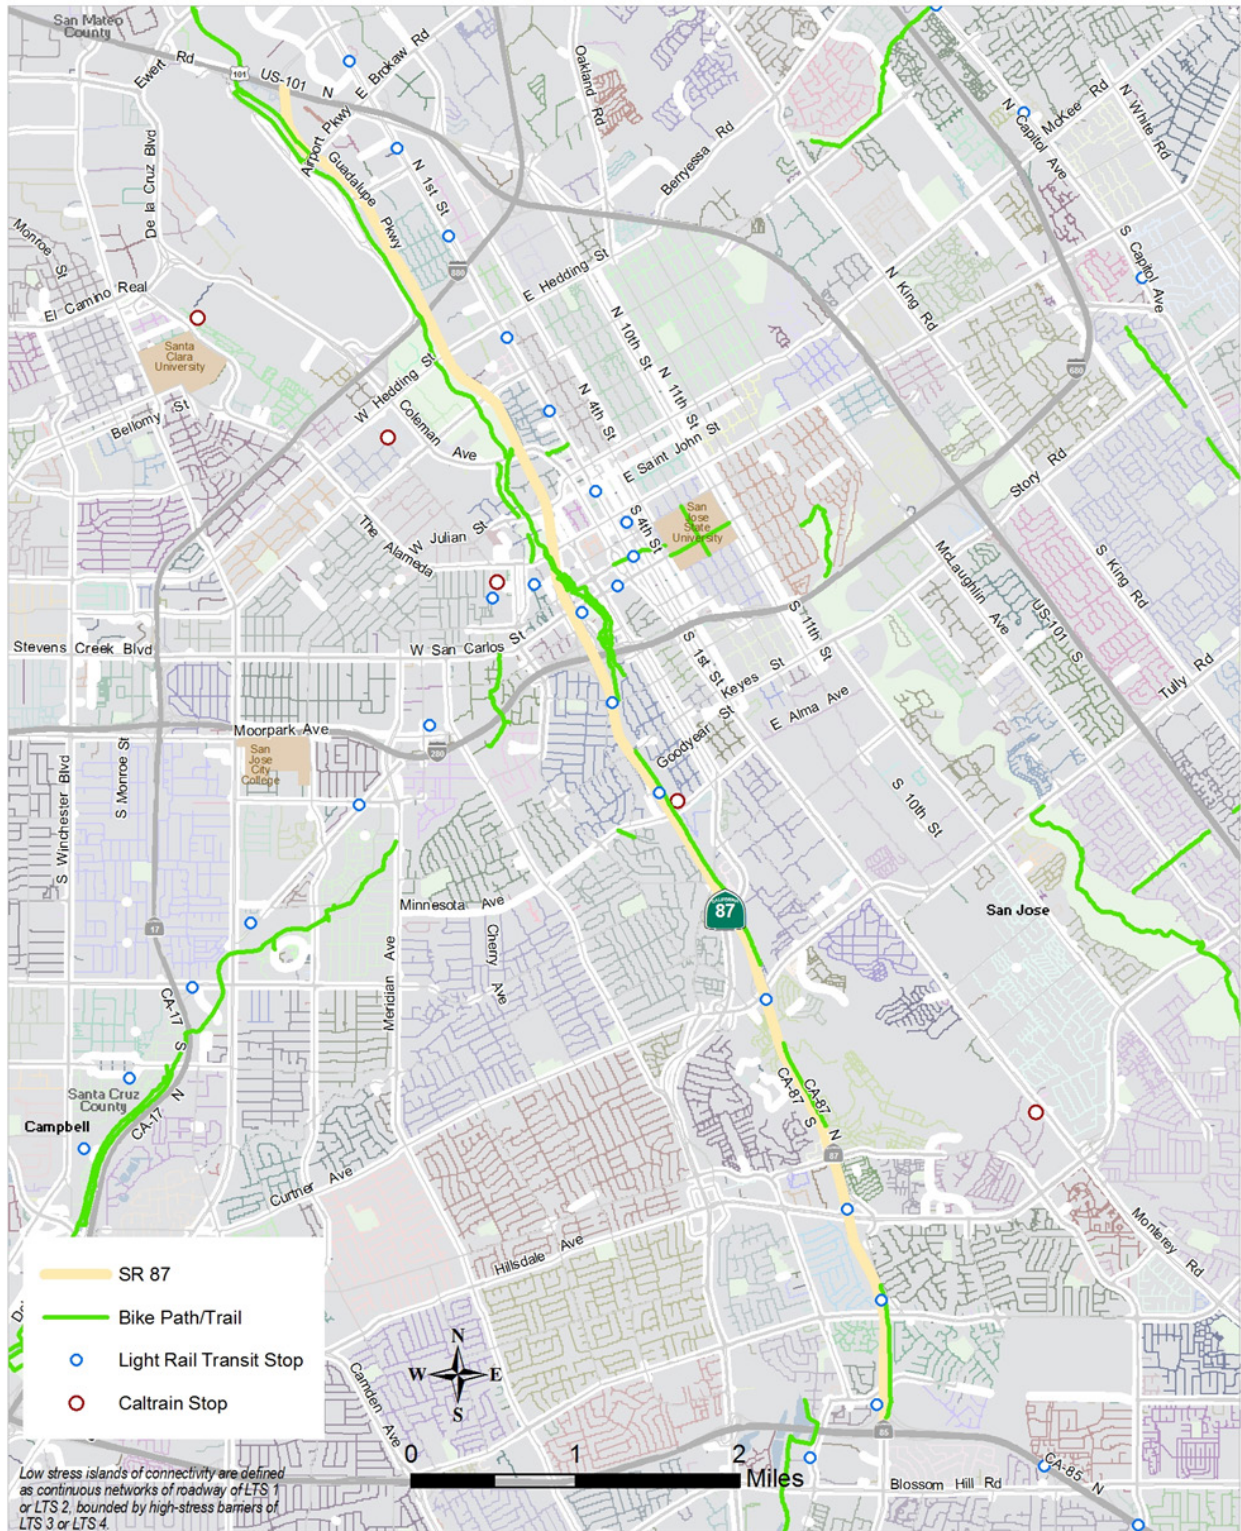 San Mateo
County
Ewert Rd
101
US-101 N
E Brokaw Rd
Oakland Rd
Airport Pkwy
Guadalupe Pkwy
N 1st St
De la Cruz Blvd
Berryessa Rd
N Capitol Ave
McKee Rd
N White Rd
Monroe St
El Camino Real
880
E Hedding St
N King Rd
S Capitol Ave
Santa
Clara
University
680
N 10th St
N 11th St
W Hedding St
Bellomy St
Coleman Ave
N 4th St
E Saint John St
Story Rd
The Alameda
W Julian St
S 4th St
San
Jose
State
University
McLaughlin Ave
S King Rd
US-101 S
Stevens Creek Blvd
W San Carlos St
S 1st St
S 11th St
Keyes St
Tully Rd
Moorpark Ave
280
Goodyear St
E Alma Ave
San
Jose
City
College
S Monroe St
S Winchester Blvd
S 10th St
Minnesota Ave
CALIFORNIA
87
San Jose
17
Cherry Ave
Meridian Ave
CA-17 S
Santa Cruz
County
CA-17 N
CA-87 S
CA-87 N
Campbell
87
Curtner Ave
Monterey Rd
Hillsdale Ave
SR 87
Bike Path/Trail
Light Rail Transit Stop
Caltrain Stop
N
W E
S
Camden Ave
0 1 2
Miles
85
CA-85 N
Blossom Hill Rd
Low stress islands of connectivity are defined
as continuous networks of roadway of LTS 1
or LTS 2, bounded by high-stress barriers of
LTS 3 or LTS 4.